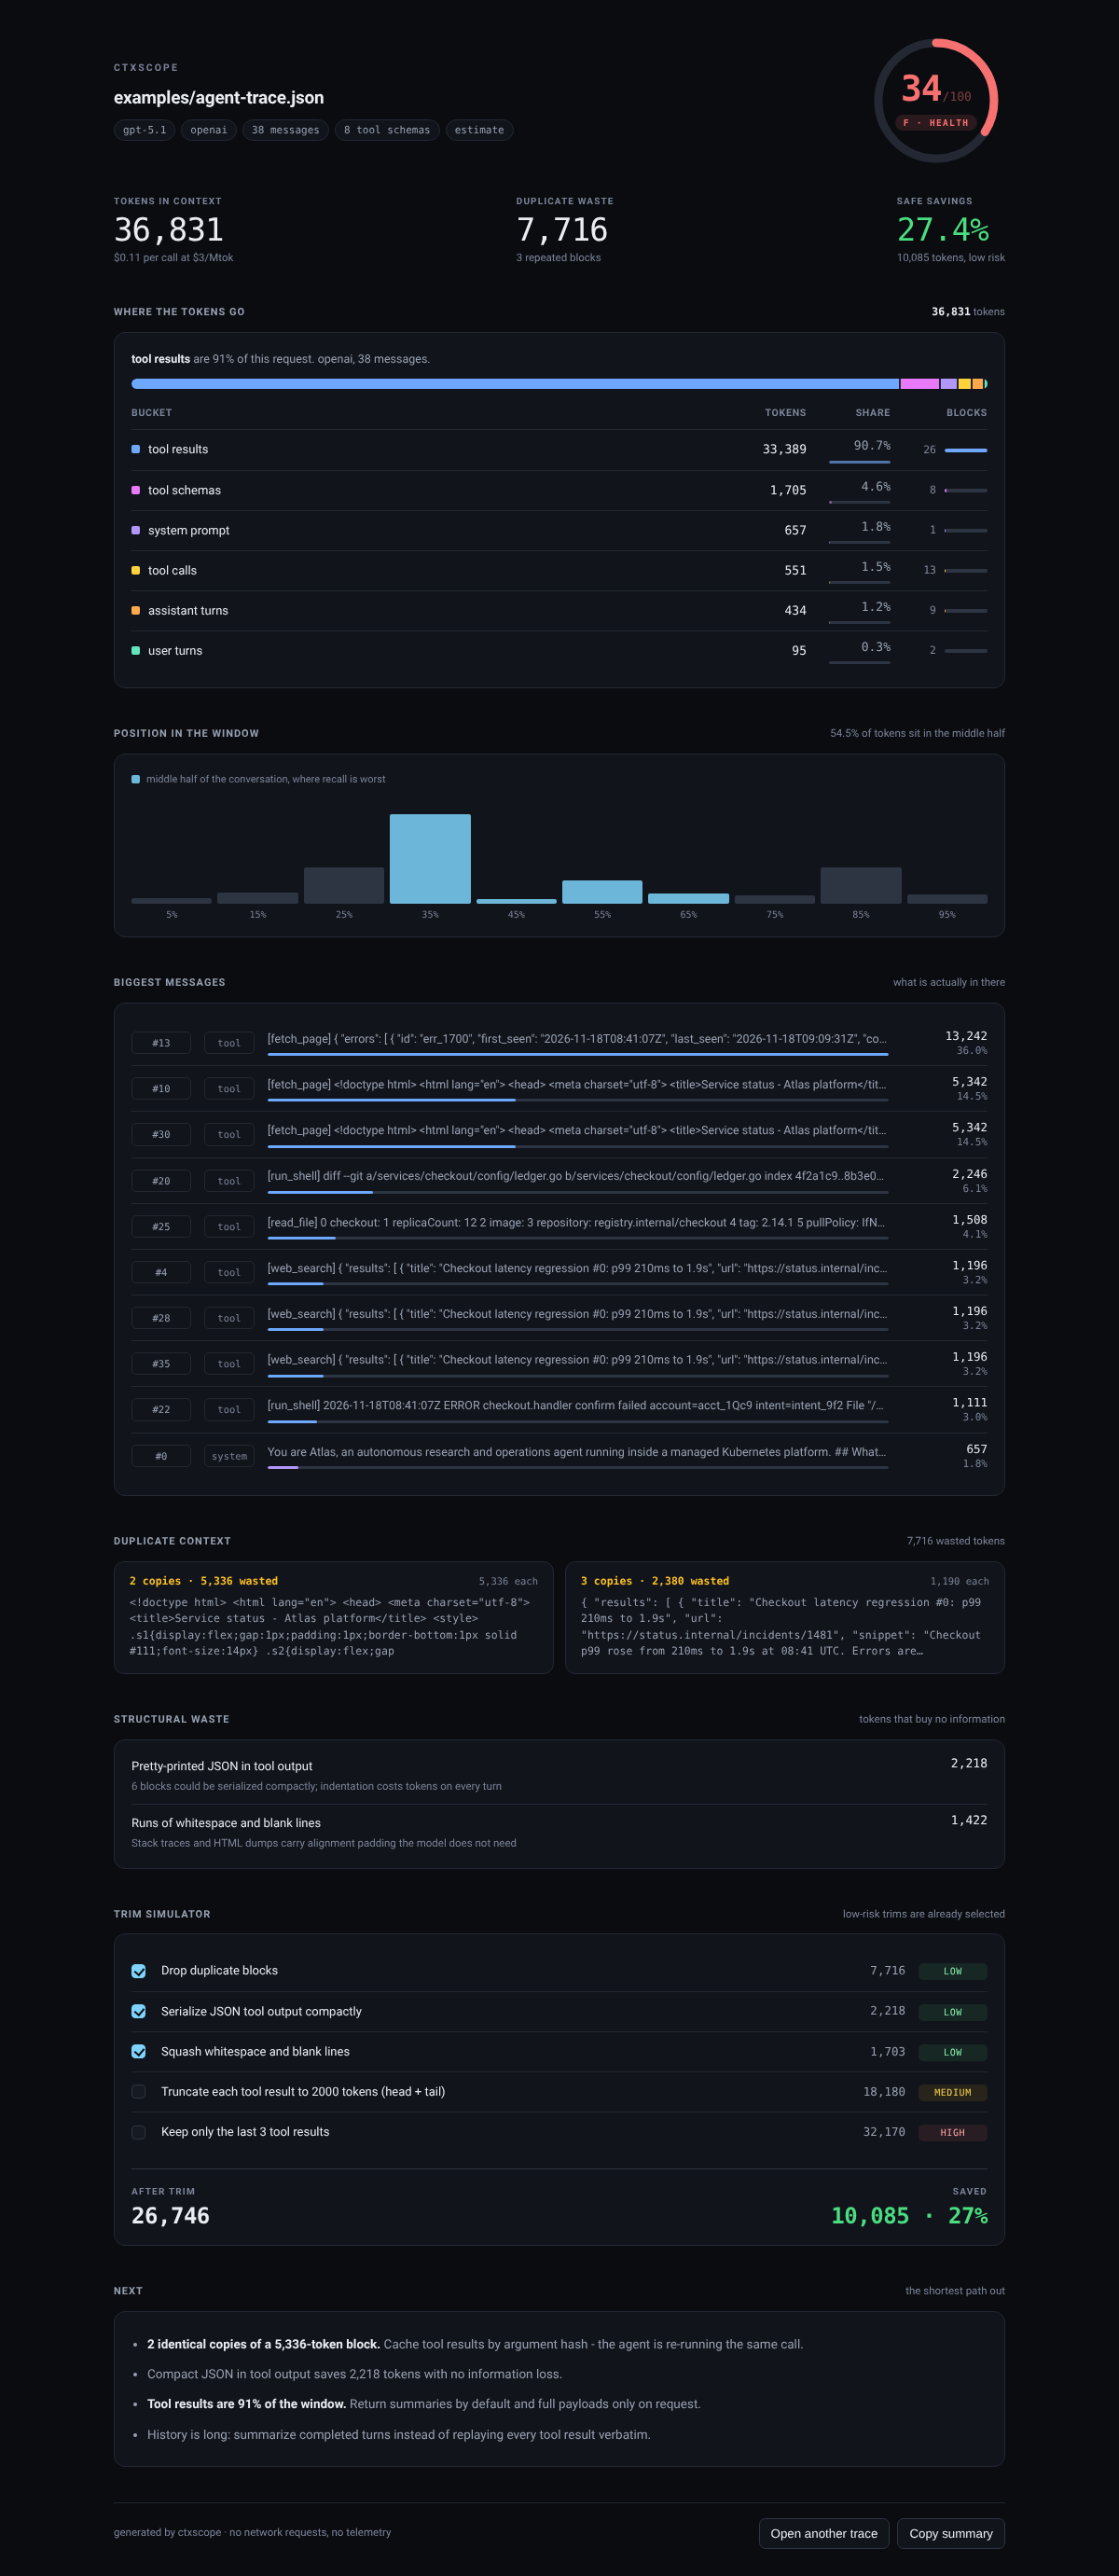 CTXSCOPE
examples/agent-trace.json
gpt-5.1 openai 38 messages 8 tool schemas estimate
34/100
F · HEALTH
TOKENS IN CONTEXT
36,831
$0.11 per call at $3/Mtok
DUPLICATE WASTE
7,716
3 repeated blocks
SAFE SAVINGS
27.4%
10,085 tokens, low risk
WHERE THE TOKENS GO
36,831 tokens
tool results are 91% of this request. openai, 38 messages.
BUCKET TOKENS SHARE BLOCKS
tool results 33,389 90.7% 26
tool schemas 1,705 4.6% 8
system prompt 657 1.8% 1
tool calls 551 1.5% 13
assistant turns 434 1.2% 9
user turns 95 0.3% 2
POSITION IN THE WINDOW
54.5% of tokens sit in the middle half
middle half of the conversation, where recall is worst
5% 15% 25% 35% 45% 55% 65% 75% 85% 95%
BIGGEST MESSAGES
what is actually in there
#13 tool [fetch_page] { "errors": [ { "id": "err_1700", "first_seen": "2026-11-18T08:41:07Z", "last_seen": "2026-11-18T09:09:31Z", "co… 13,242
36.0%
#10 tool [fetch_page] <!doctype html> <html lang="en"> <head> <meta charset="utf-8"> <title>Service status - Atlas platform</tit… 5,342
14.5%
#30 tool [fetch_page] <!doctype html> <html lang="en"> <head> <meta charset="utf-8"> <title>Service status - Atlas platform</tit… 5,342
14.5%
#20 tool [run_shell] diff --git a/services/checkout/config/ledger.go b/services/checkout/config/ledger.go index 4f2a1c9..8b3e0… 2,246
6.1%
#25 tool [read_file] 0 checkout: 1 replicaCount: 12 2 image: 3 repository: registry.internal/checkout 4 tag: 2.14.1 5 pullPolicy: IfN… 1,508
4.1%
#4 tool [web_search] { "results": [ { "title": "Checkout latency regression #0: p99 210ms to 1.9s", "url": "https://status.internal/inc… 1,196
3.2%
#28 tool [web_search] { "results": [ { "title": "Checkout latency regression #0: p99 210ms to 1.9s", "url": "https://status.internal/inc… 1,196
3.2%
#35 tool [web_search] { "results": [ { "title": "Checkout latency regression #0: p99 210ms to 1.9s", "url": "https://status.internal/inc… 1,196
3.2%
#22 tool [run_shell] 2026-11-18T08:41:07Z ERROR checkout.handler confirm failed account=acct_1Qc9 intent=intent_9f2 File "/… 1,111
3.0%
#0 system You are Atlas, an autonomous research and operations agent running inside a managed Kubernetes platform. ## What… 657
1.8%
DUPLICATE CONTEXT
7,716 wasted tokens
2 copies · 5,336 wasted 5,336 each
<!doctype html> <html lang="en"> <head> <meta charset="utf-8">
<title>Service status - Atlas platform</title> <style>
.s1{display:flex;gap:1px;padding:1px;border-bottom:1px solid
#111;font-size:14px} .s2{display:flex;gap
3 copies · 2,380 wasted 1,190 each
{ "results": [ { "title": "Checkout latency regression #0: p99
210ms to 1.9s", "url":
"https://status.internal/incidents/1481", "snippet": "Checkout
p99 rose from 210ms to 1.9s at 08:41 UTC. Errors are…
STRUCTURAL WASTE
tokens that buy no information
Pretty-printed JSON in tool output 2,218
6 blocks could be serialized compactly; indentation costs tokens on every turn
Runs of whitespace and blank lines 1,422
Stack traces and HTML dumps carry alignment padding the model does not need
TRIM SIMULATOR
low-risk trims are already selected
Drop duplicate blocks 7,716 LOW
Serialize JSON tool output compactly 2,218 LOW
Squash whitespace and blank lines 1,703 LOW
Truncate each tool result to 2000 tokens (head + tail) 18,180 MEDIUM
Keep only the last 3 tool results 32,170 HIGH
AFTER TRIM
26,746
SAVED
10,085 · 27%
NEXT
the shortest path out
• 2 identical copies of a 5,336-token block. Cache tool results by argument hash - the agent is re-running the same call.
• Compact JSON in tool output saves 2,218 tokens with no information loss.
• Tool results are 91% of the window. Return summaries by default and full payloads only on request.
• History is long: summarize completed turns instead of replaying every tool result verbatim.
generated by ctxscope · no network requests, no telemetry
Open another trace
Copy summary